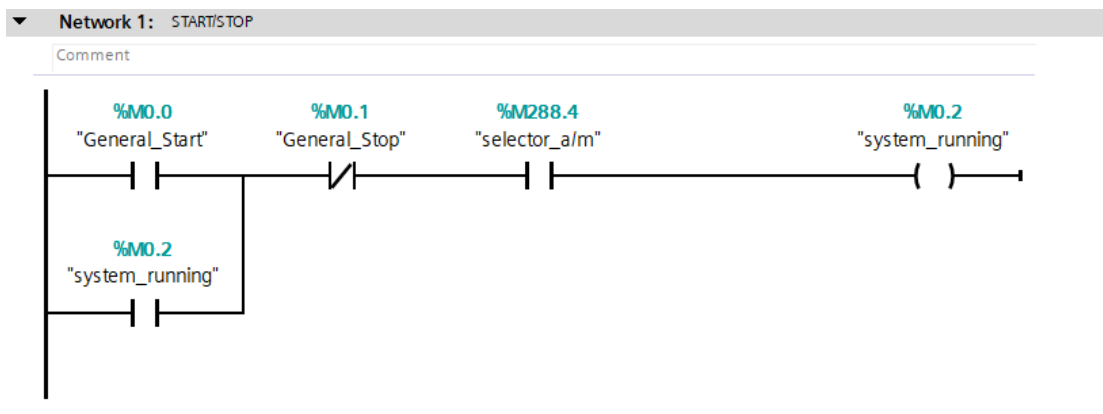 Network 1: START/STOP
Comment
%M0.0 %M0.1 %M288.4 %M0.2
"General_Start" "General_Stop" "selector_a/m" "system_running"
%M0.2
"system_running"